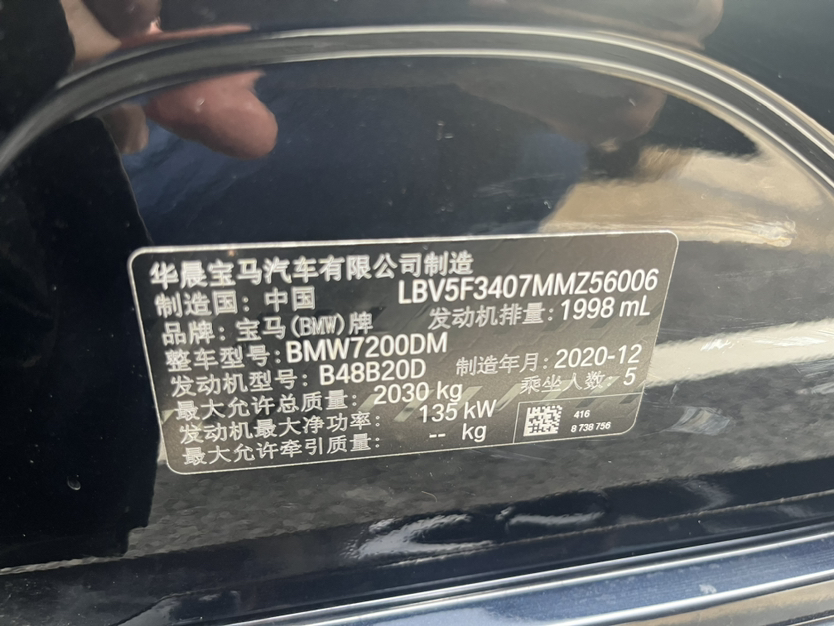 华晨宝马汽车有限公司制造
制造国: 中国 LBV5F3407MMZ56006
品牌: 宝马(BMW)牌 发动机排量: 1998 mL
整车型号: BMW7200DM
发动机型号: B48B20D 制造年月: 2020-12
最大允许总质量: 2030 kg 乘坐人数: 5
发动机最大净功率: 135 kW
最大允许牵引质量: -- kg
416
8 738 756